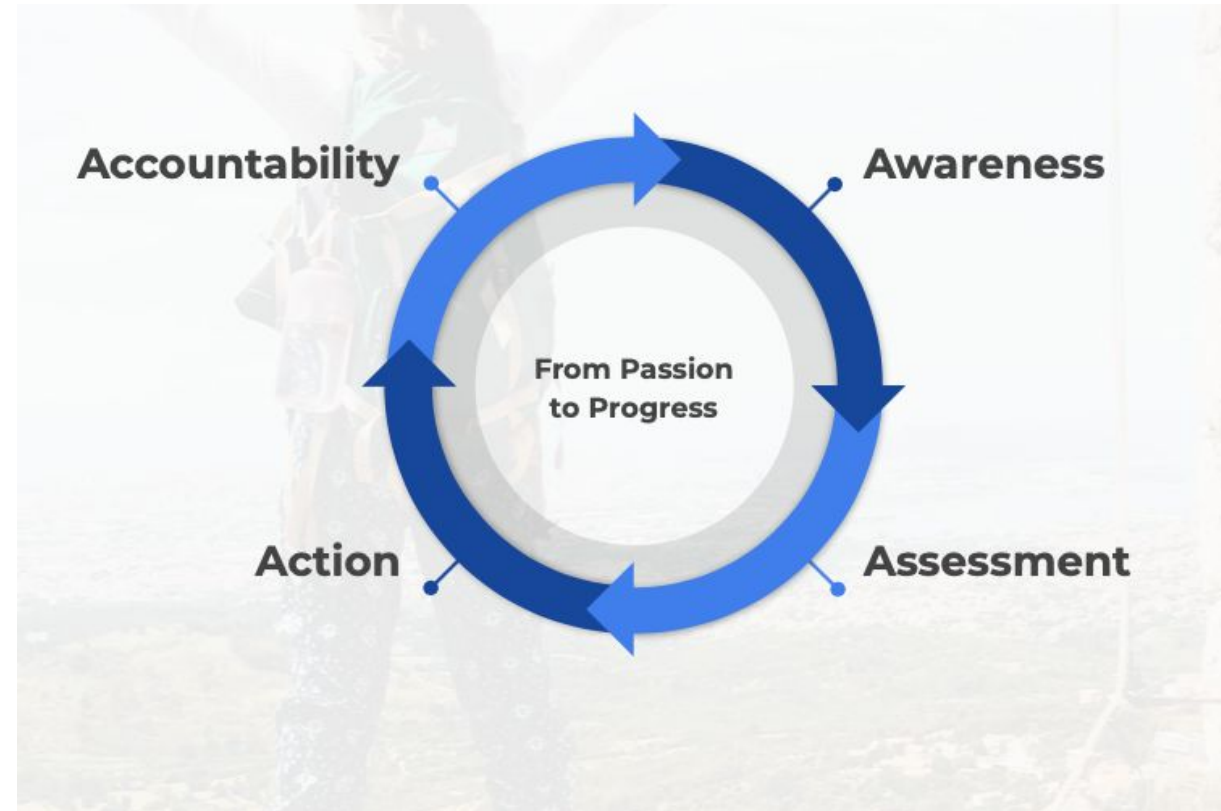 Accountability
Awareness
From Passion
to Progress
Action
Assessment